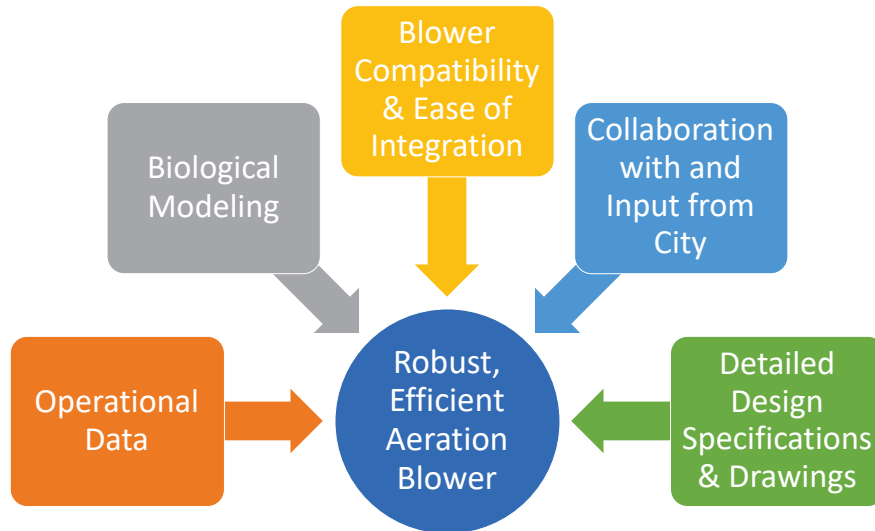 Blower
Compatibility
& Ease of
Integration
Biological
Modeling
Collaboration
with and
Input from
City
Operational
Data
Robust,
Efficient
Aeration
Blower
Detailed
Design
Specifications
& Drawings